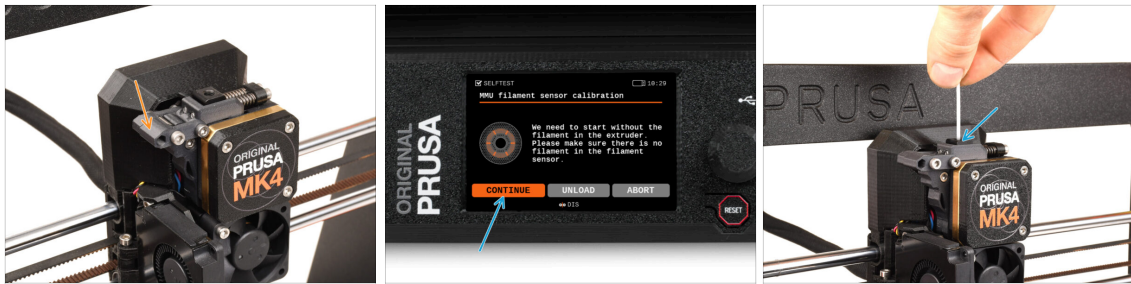 ORIGINAL
PRUSA
MK4
ORIGINAL
PRUSA
SELFTEST
10:29
MMU filament sensor calibration
We need to start without the
filament in the extruder.
Please make sure there is no
filament in the filament
sensor.
CONTINUE
UNLOAD
ABORT
DIS
RESET
PRUSA
ORIGINAL
PRUSA
MK4